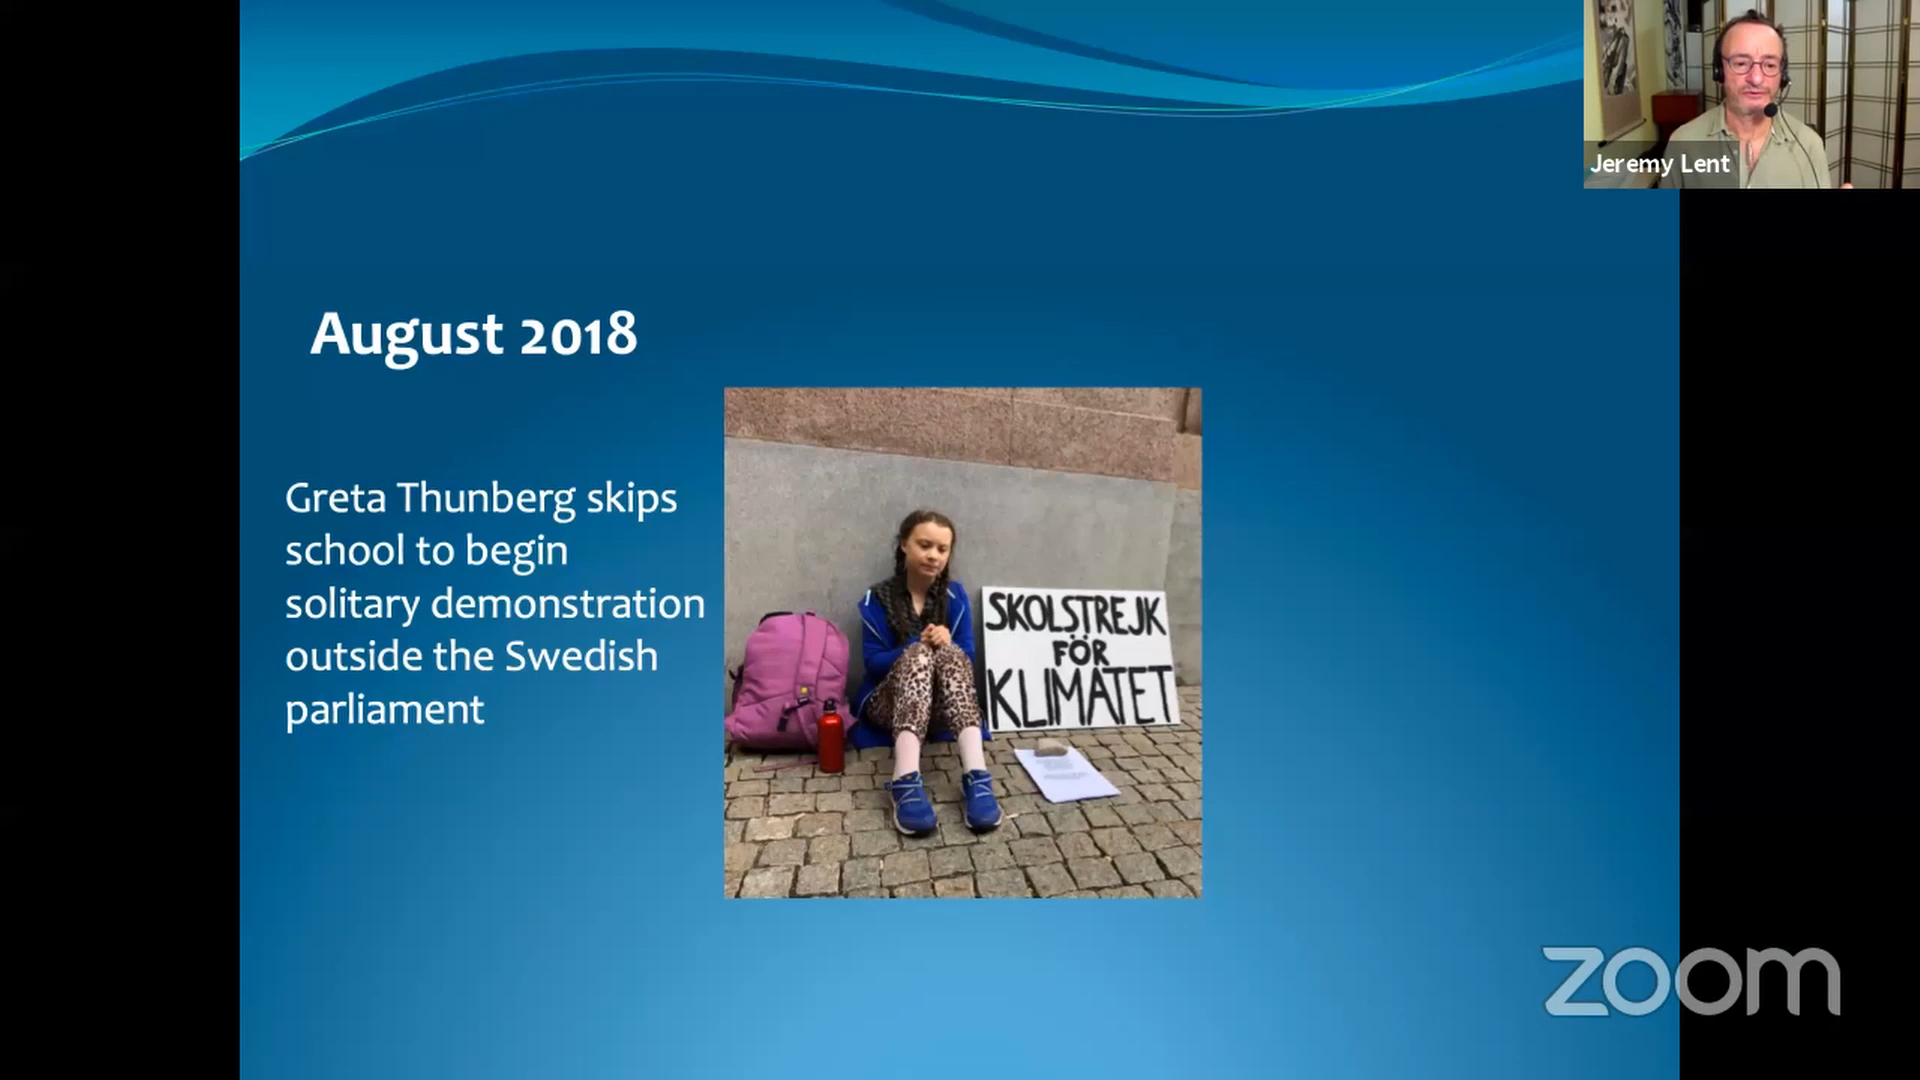 Jeremy Lent
August 2018
Greta Thunberg skips
school to begin
solitary demonstration
outside the Swedish
parliament
SKOLSTREJK
FÖR
KLIMATET
zoom